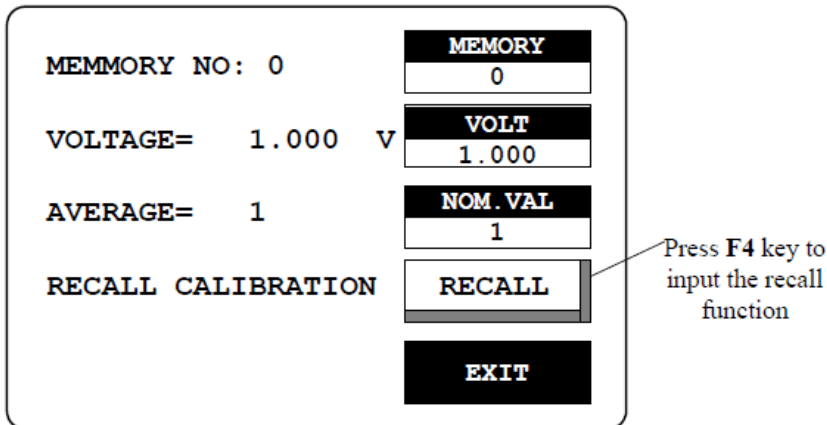 MEMMORY NO: 0
MEMORY
0
VOLTAGE= 1.000 V
VOLT
1.000
AVERAGE= 1
NOM.VAL
1
RECALL CALIBRATION
RECALL
Press F4 key to
input the recall
function
EXIT